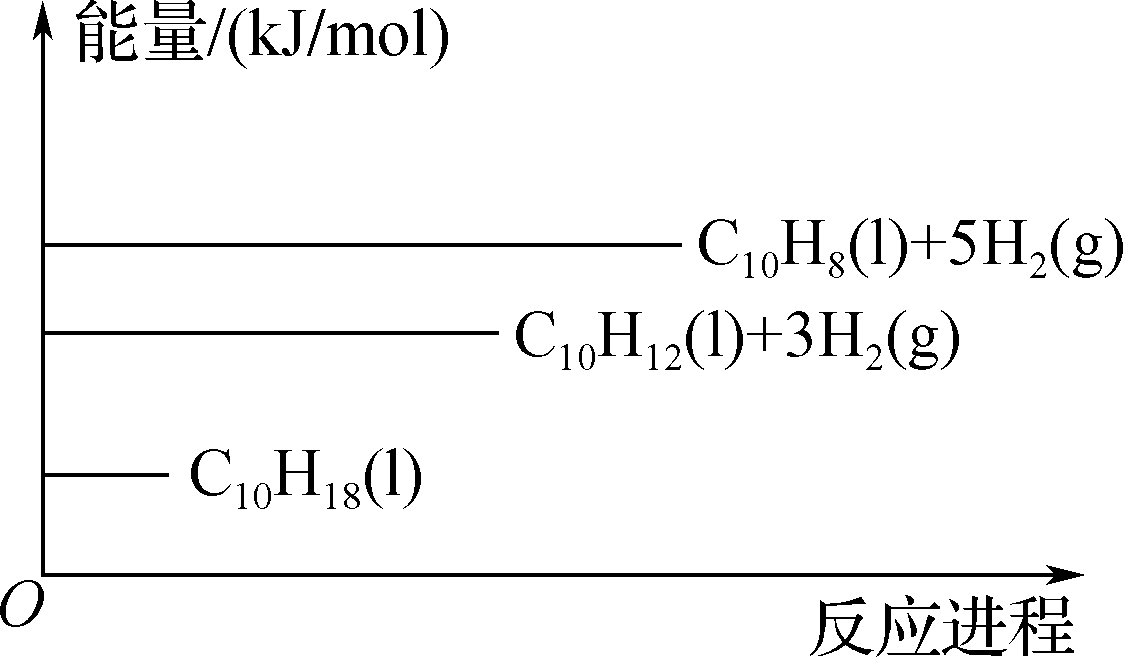 能量/(kJ/mol)
C₁₀H₈(l)+5H₂(g)
C₁₀H₁₂(l)+3H₂(g)
C₁₀H₁₈(l)
O
反应进程